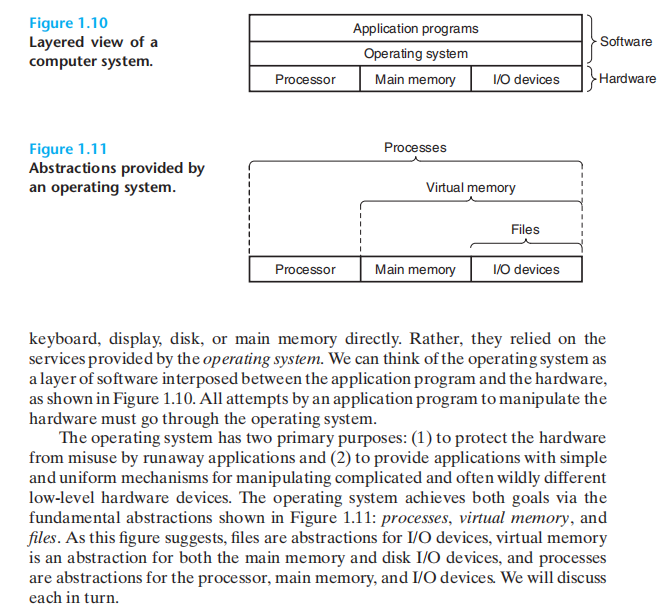 Figure 1.10
Layered view of a
computer system.
Application programs
Operating system
Processor
Main memory
I/O devices
Software
Hardware
Figure 1.11
Abstractions provided by
an operating system.
Processes
Virtual memory
Files
Processor
Main memory
I/O devices
keyboard, display, disk, or main memory directly. Rather, they relied on the
services provided by the operating system. We can think of the operating system as
a layer of software interposed between the application program and the hardware,
as shown in Figure 1.10. All attempts by an application program to manipulate the
hardware must go through the operating system.
The operating system has two primary purposes: (1) to protect the hardware
from misuse by runaway applications and (2) to provide applications with simple
and uniform mechanisms for manipulating complicated and often wildly different
low-level hardware devices. The operating system achieves both goals via the
fundamental abstractions shown in Figure 1.11: processes, virtual memory, and
files. As this figure suggests, files are abstractions for I/O devices, virtual memory
is an abstraction for both the main memory and disk I/O devices, and processes
are abstractions for the processor, main memory, and I/O devices. We will discuss
each in turn.